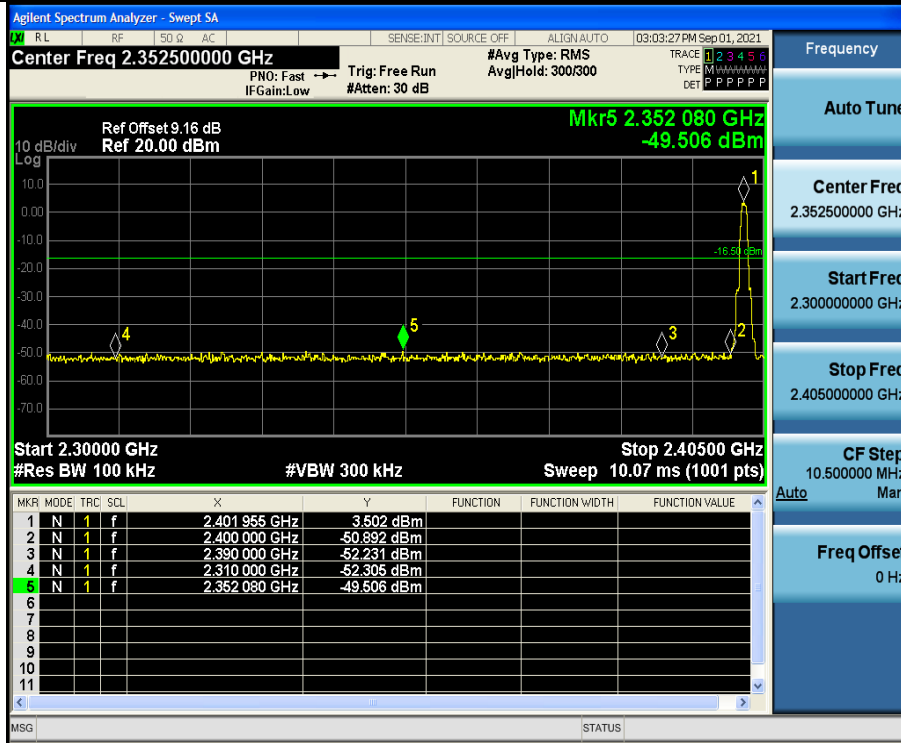 Agilent Spectrum Analyzer - Swept SA
LXI RL RF 50 Ω AC SENSE:INT SOURCE OFF ALIGN AUTO 03:03:27 PM Sep 01, 2021
Center Freq 2.352500000 GHz
PNO: Fast
IFGain:Low
Trig: Free Run
#Atten: 30 dB
#Avg Type: RMS
Avg|Hold: 300/300
TRACE 1 2 3 4 5 6
TYPE M WWWWW
DET P P P P P P
Mkr5 2.352 080 GHz
-49.506 dBm
Ref Offset 9.16 dB
10 dB/div Ref 20.00 dBm
Log
10.0
0.00
-10.0
-20.0
-30.0
-40.0
-50.0
-60.0
-70.0
-16.50 dBm
1
2
3
4
5
Start 2.30000 GHz Stop 2.40500 GHz
#Res BW 100 kHz #VBW 300 kHz Sweep 10.07 ms (1001 pts)
MKR MODE TRC SCL X Y FUNCTION FUNCTION WIDTH FUNCTION VALUE
1 N 1 f 2.401 955 GHz 3.502 dBm
2 N 1 f 2.400 000 GHz -50.892 dBm
3 N 1 f 2.390 000 GHz -52.231 dBm
4 N 1 f 2.310 000 GHz -52.305 dBm
5 N 1 f 2.352 080 GHz -49.506 dBm
6
7
8
9
10
11
MSG STATUS
Frequency
Auto Tune
Center Freq
2.352500000 GHz
Start Freq
2.300000000 GHz
Stop Freq
2.405000000 GHz
CF Step
10.500000 MHz
Auto Man
Freq Offset
0 Hz